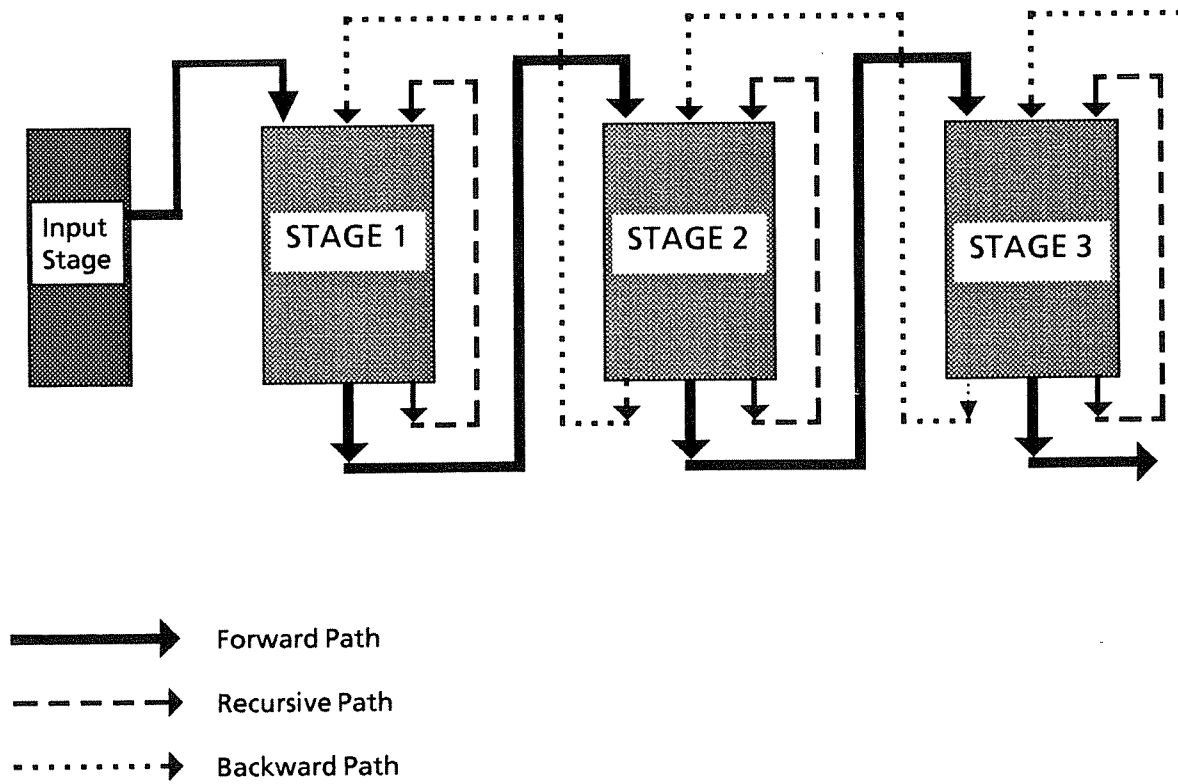 Input
Stage
STAGE 1
STAGE 2
STAGE 3
Forward Path
Recursive Path
Backward Path